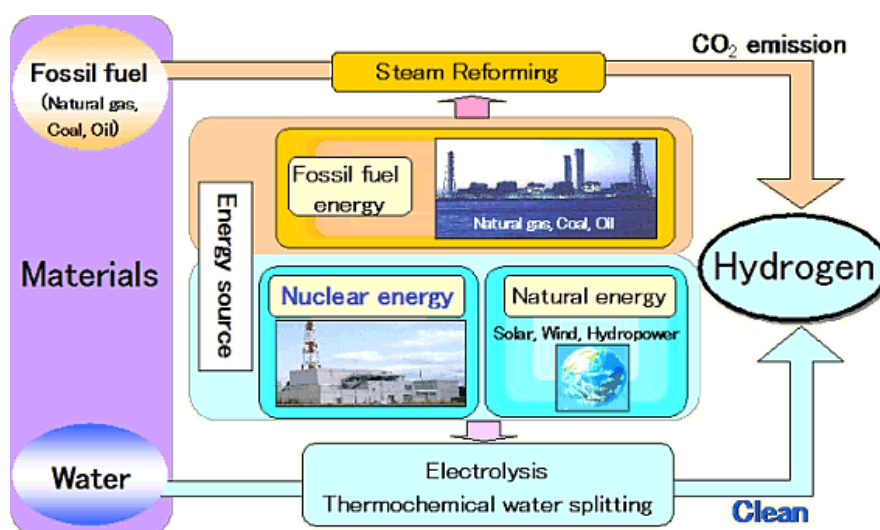 Fossil fuel
(Natural gas,
Coal, Oil)
Steam Reforming
CO₂ emission
Fossil fuel
energy
Natural gas, Coal, Oil
Energy source
Materials
Hydrogen
Nuclear energy
Natural energy
Solar, Wind, Hydropower
Water
Electrolysis
Thermochemical water splitting
Clean